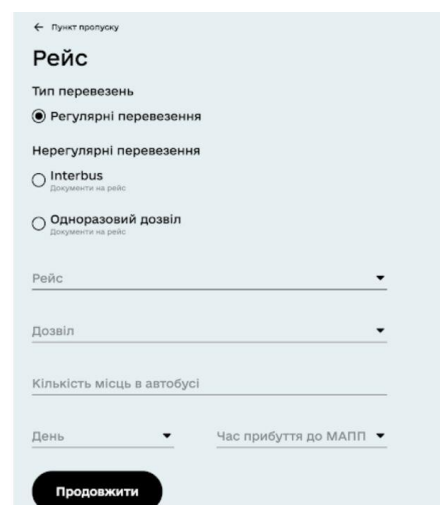 ← Пункт пропуску
Рейс
Тип перевезень
Регулярні перевезення
Нерегулярні перевезення
Interbus
Документи на рейс
Одноразовий дозвіл
Документи на рейс
Рейс
Дозвіл
Кількість місць в автобусі
День Час прибуття до МАПП
Продовжити